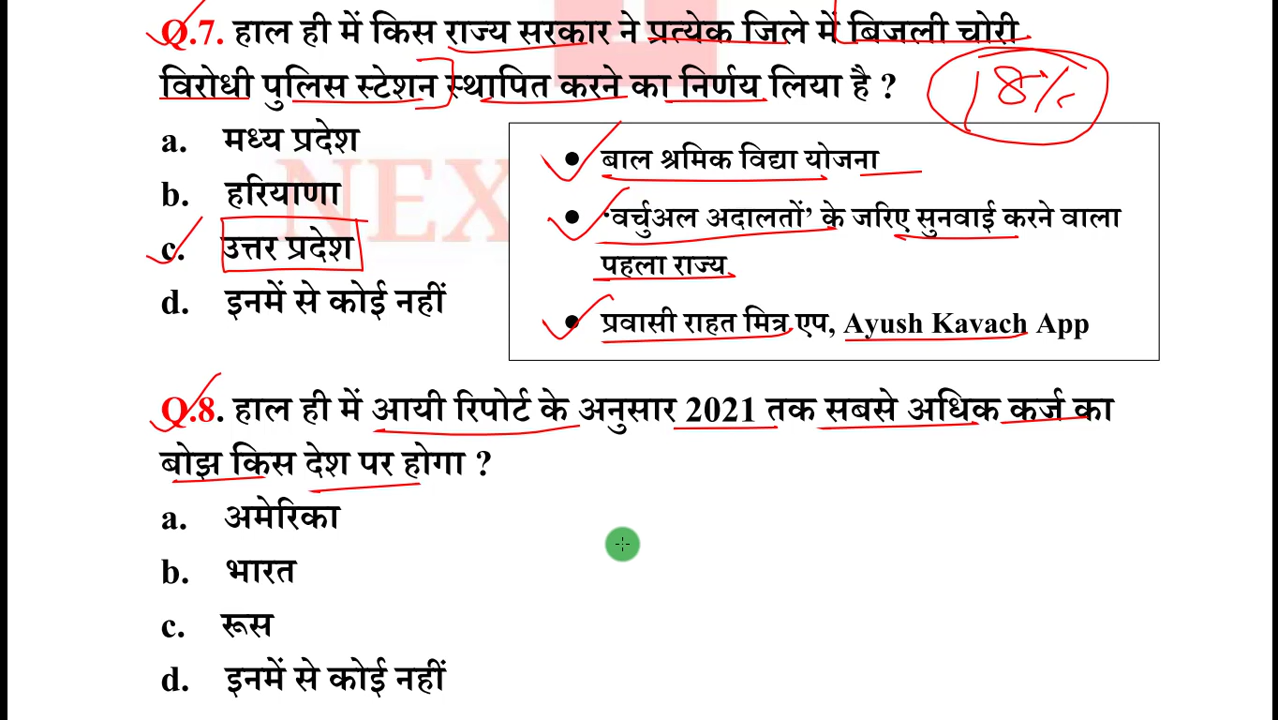 Q.7. हाल ही में किस राज्य सरकार ने प्रत्येक जिले में बिजली चोरी
विरोधी पुलिस स्टेशन स्थापित करने का निर्णय लिया है ?
18%
a. मध्य प्रदेश
b. हरियाणा
c. उत्तर प्रदेश
d. इनमें से कोई नहीं
• बाल श्रमिक विद्या योजना
• ‘वर्चुअल अदालतों’ के जरिए सुनवाई करने वाला
पहला राज्य
• प्रवासी राहत मित्र एप, Ayush Kavach App
NEX
Q.8. हाल ही में आयी रिपोर्ट के अनुसार 2021 तक सबसे अधिक कर्ज का
बोझ किस देश पर होगा ?
a. अमेरिका
b. भारत
c. रूस
d. इनमें से कोई नहीं